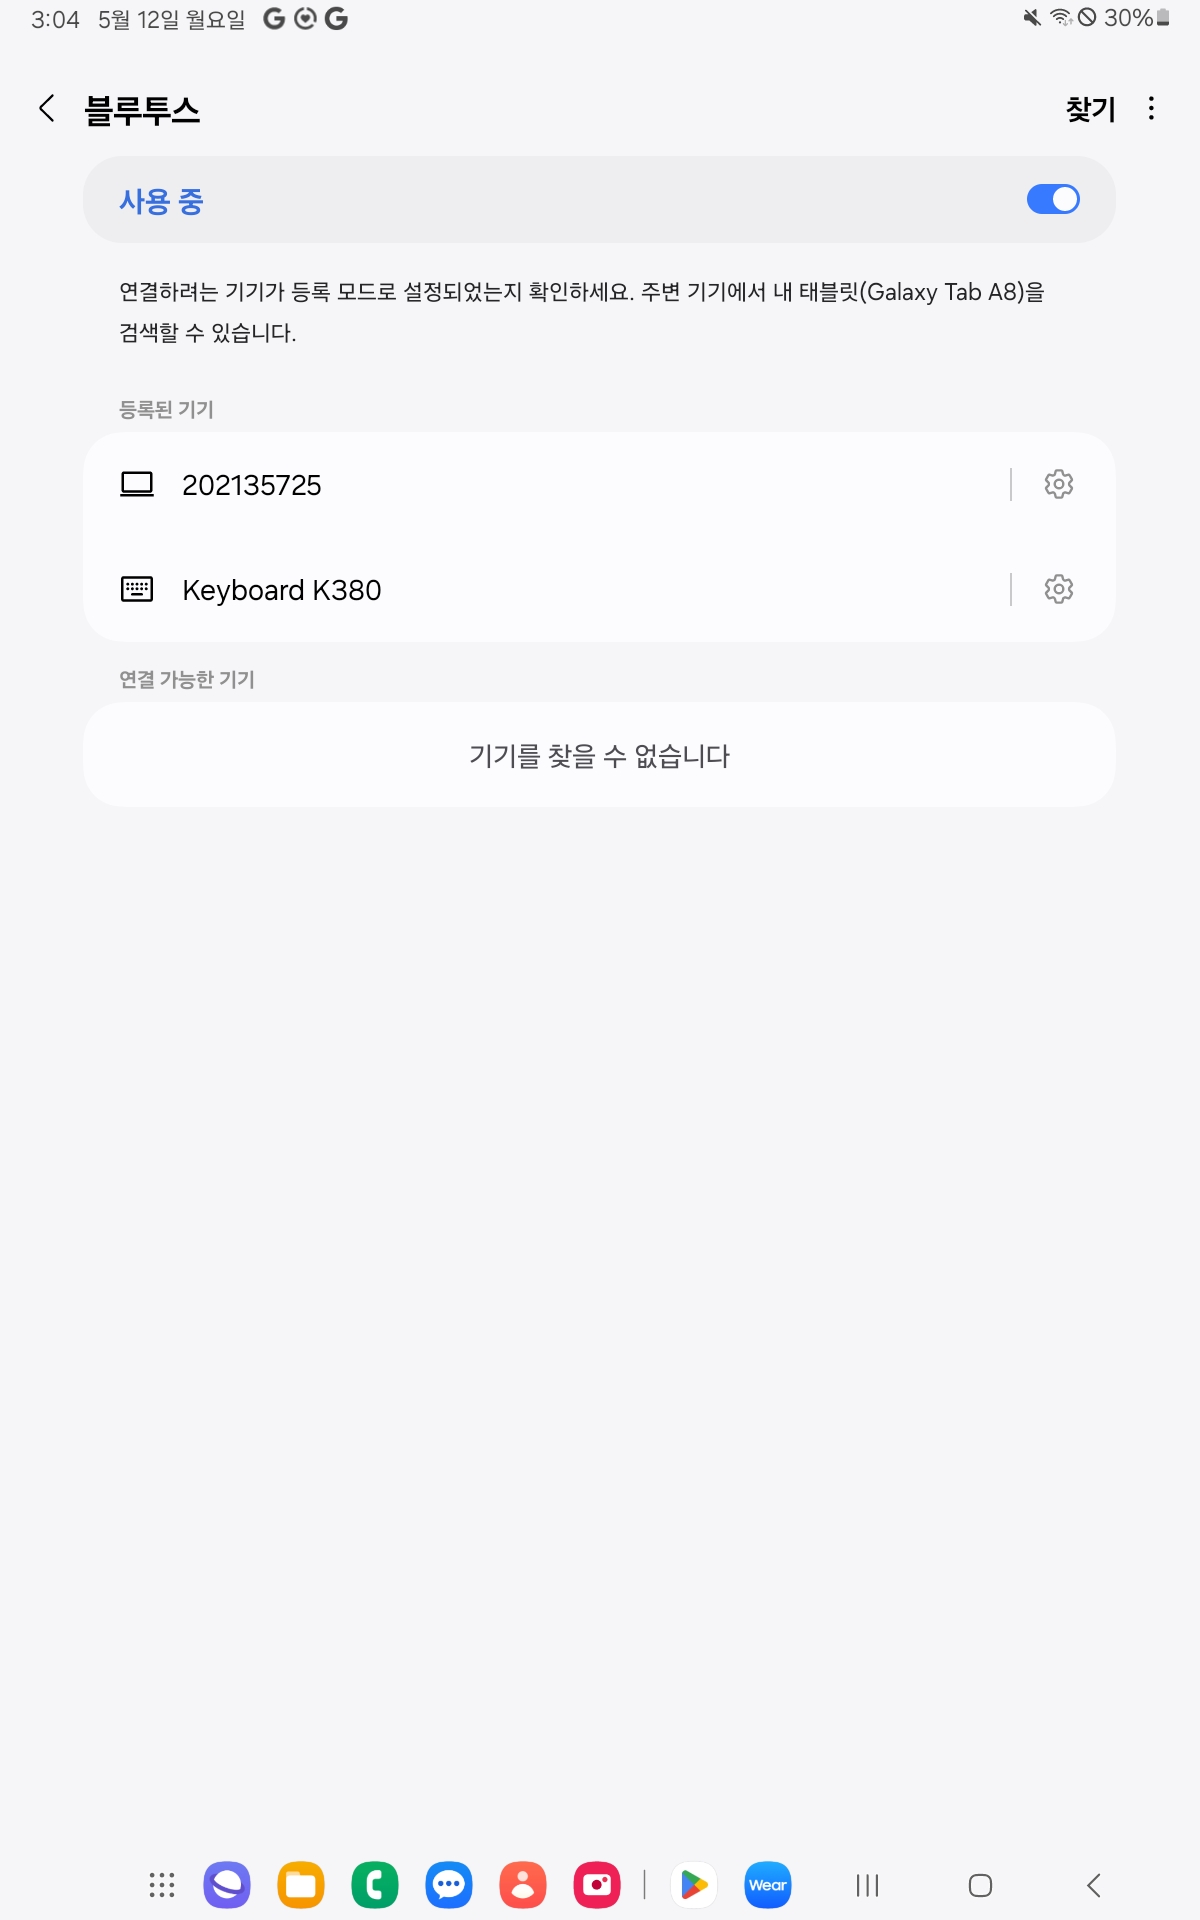 3:04 5월 12일 월요일 G G 30%
블루투스 찾기
사용 중
연결하려는 기기가 등록 모드로 설정되었는지 확인하세요. 주변 기기에서 내 태블릿(Galaxy Tab A8)을
검색할 수 있습니다.
등록된 기기
202135725
Keyboard K380
연결 가능한 기기
기기를 찾을 수 없습니다
Wear